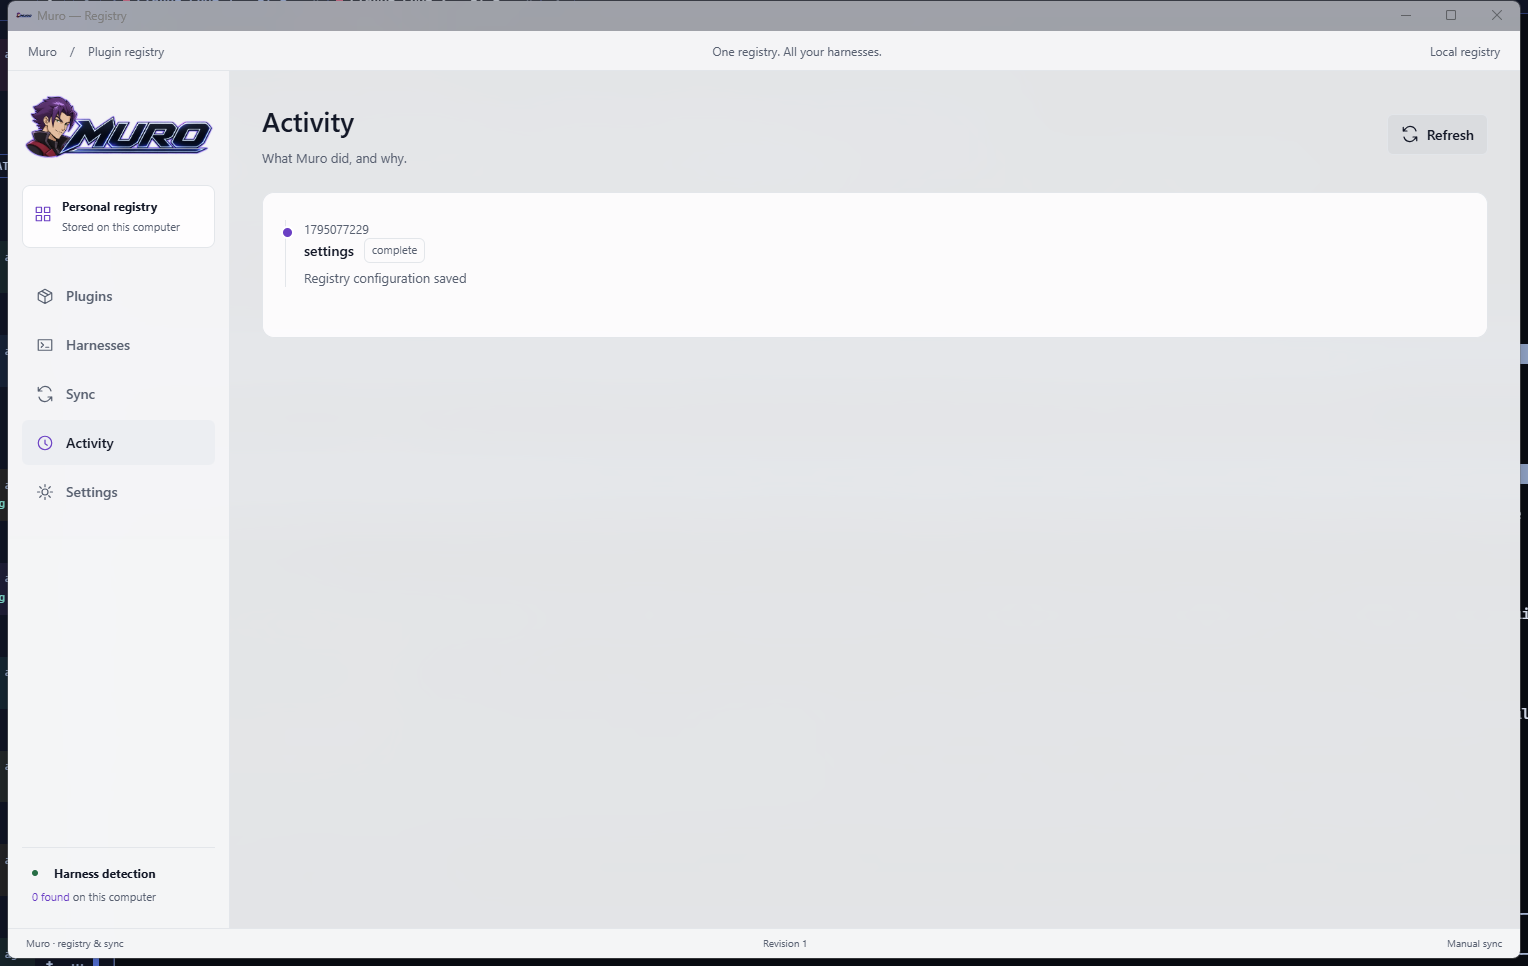 Muro — Registry
Muro / Plugin registry
One registry. All your harnesses.
Local registry
MURO
Personal registry
Stored on this computer
Plugins
Harnesses
Sync
Activity
Settings
Harness detection
0 found on this computer
Activity
What Muro did, and why.
Refresh
1795077229
settings complete
Registry configuration saved
Muro · registry & sync
Revision 1
Manual sync